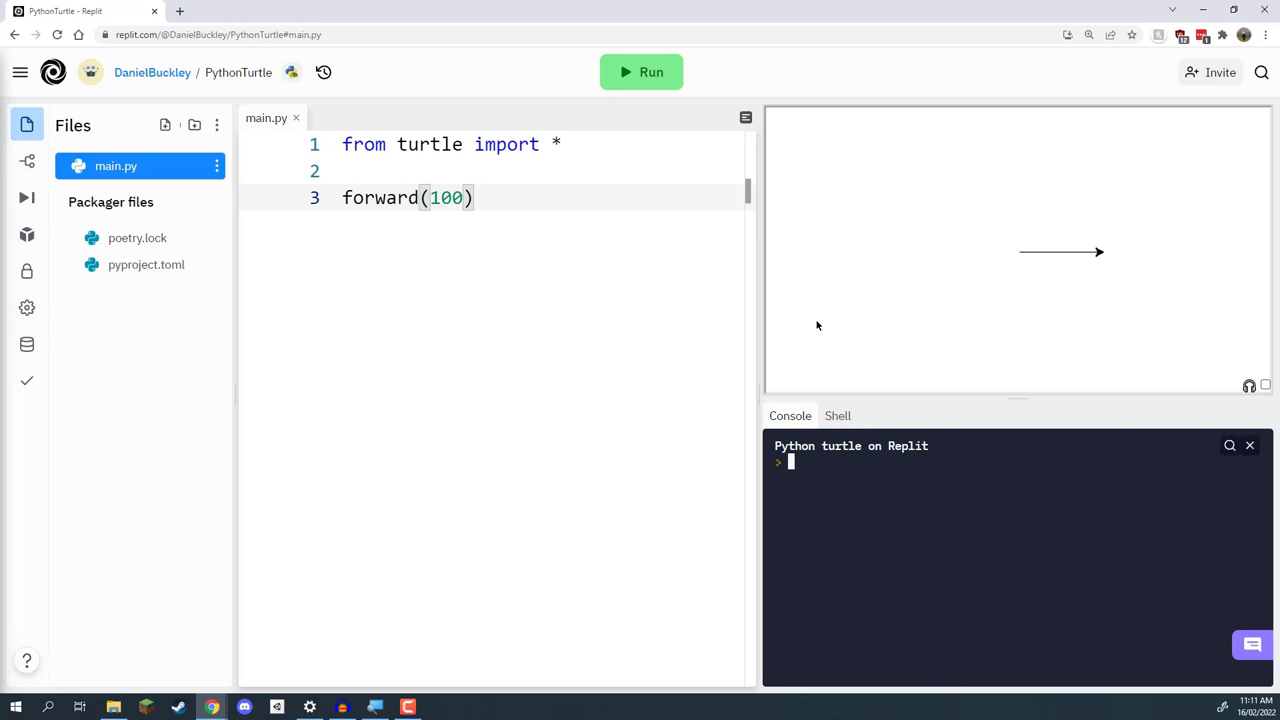 PythonTurtle - Replit
replit.com/@DanielBuckley/PythonTurtle#main.py
12
1
DanielBuckley / PythonTurtle
Run
Invite
Files
main.py
Packager files
poetry.lock
pyproject.toml
main.py
1 from turtle import *
2
3 forward(100)
Console
Shell
Python turtle on Replit
>
?
11:11 AM
16/02/2022